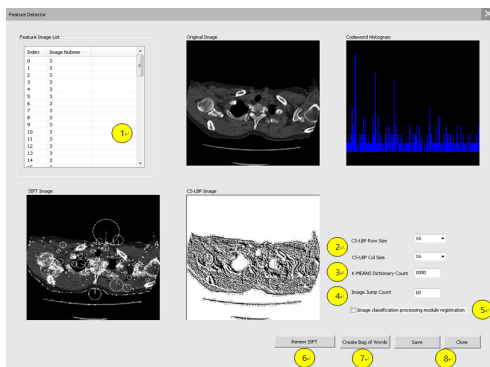 Feature Detector
Feature Image List
Index Image Nubmer
0 3
1 3
2 3
3 3
4 3
5 3
6 3
7 3
8 3
9 3
10 3
11 3
12 3
13 3
14 3
15 3
1
Original Image
Codeword Histogram
SIFT Image
CS-LBP Image
2 CS-LBP Row Size 16
CS-LBP Col Size 16
3 K-MEANS Dictionary Count 1000
4 Image Jump Count 10
Image classification processing module registration 5
Renew SIFT Create Bag of Words Save Close
6 7 8